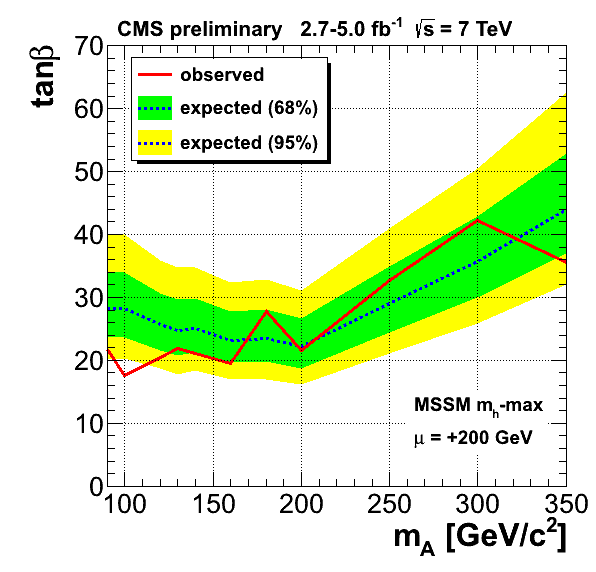 CMS preliminary 2.7-5.0 fb⁻¹ √s = 7 TeV
tanβ
observed
expected (68%)
expected (95%)
70
60
50
40
30
20
10
0
MSSM mₕ-max
μ = +200 GeV
100 150 200 250 300 350
m_A [GeV/c²]